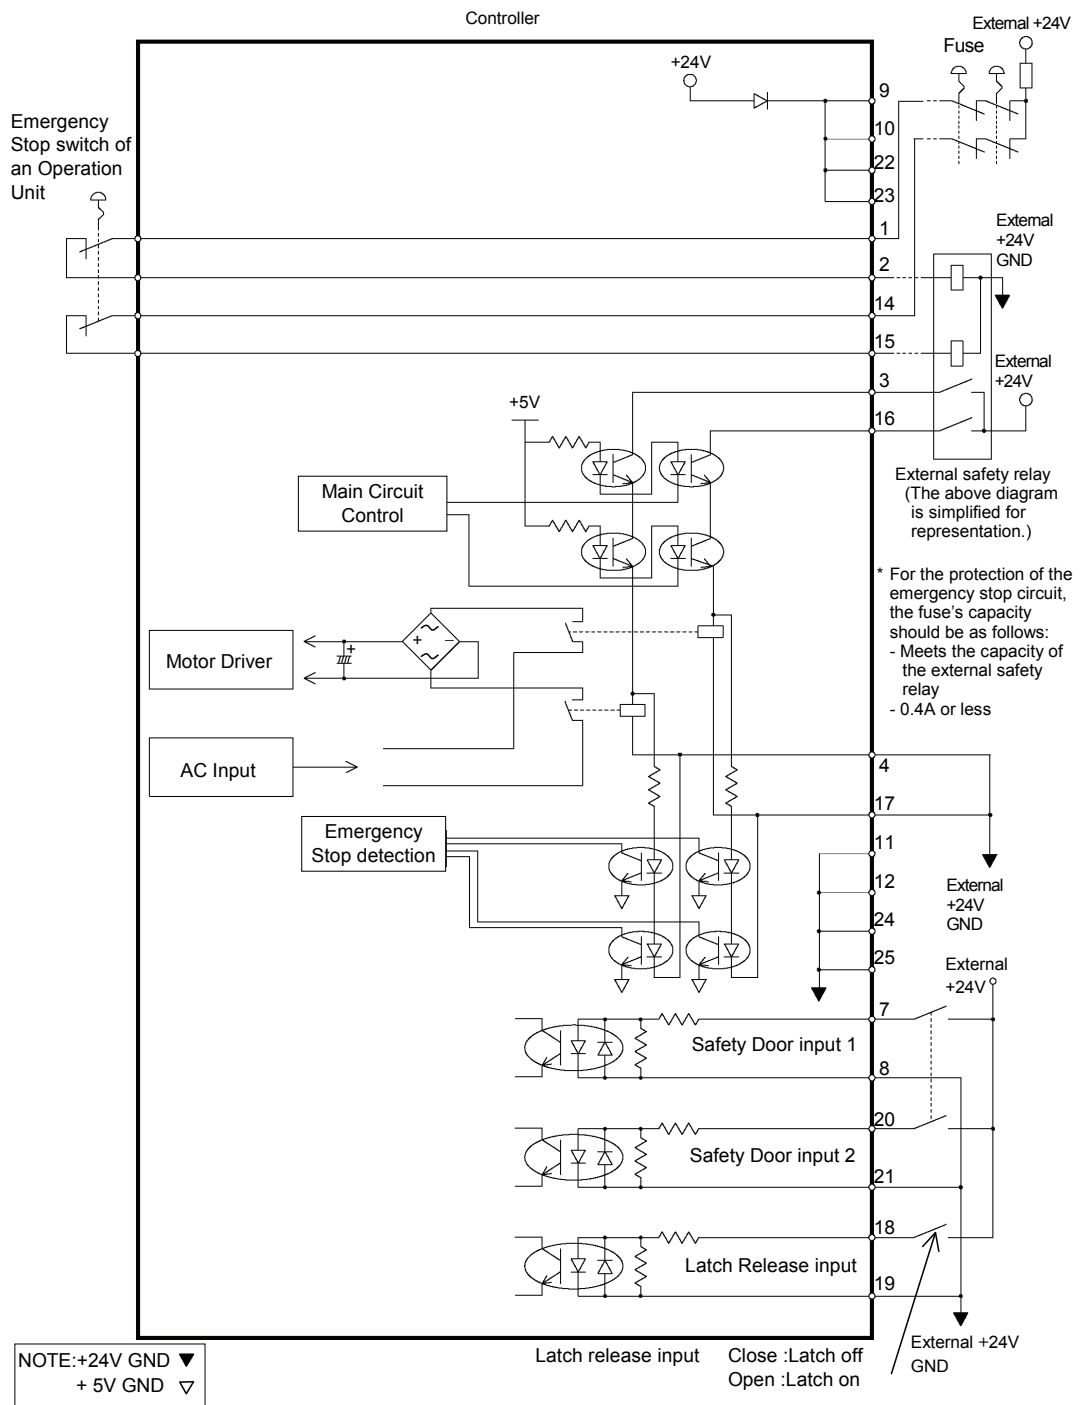 Controller
External +24V
Fuse
+24V
9
10
22
23
Emergency
Stop switch of
an Operation
Unit
1
2
14
15
3
16
External
+24V
GND
External
+24V
+5V
External safety relay
(The above diagram
is simplified for
representation.)
Main Circuit
Control
* For the protection of the
emergency stop circuit,
the fuse's capacity
should be as follows:
- Meets the capacity of
the external safety
relay
- 0.4A or less
Motor Driver
+
−
+
AC Input
4
17
11
12
24
25
Emergency
Stop detection
External
+24V
GND
External
+24V
7
Safety Door input 1
8
20
Safety Door input 2
21
18
Latch Release input
19
External +24V
GND
Latch release input Close :Latch off
Open :Latch on
NOTE:+24V GND ▼
+ 5V GND ▽